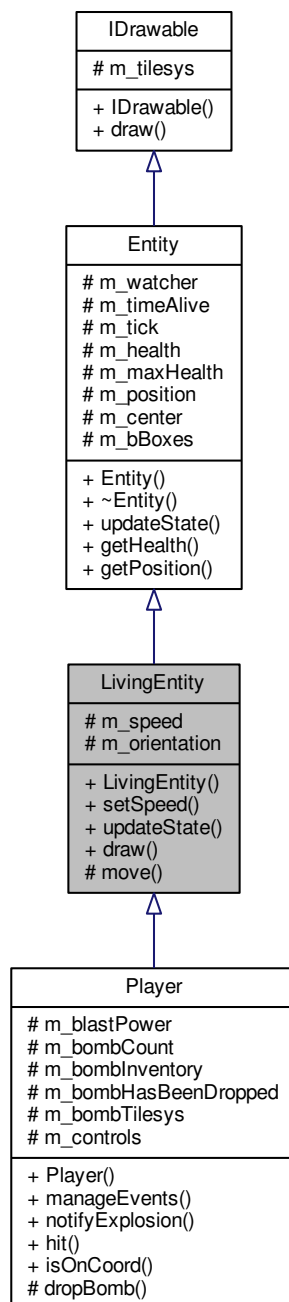 IDrawable
# m_tilesys
+ IDrawable()
+ draw()
Entity
# m_watcher
# m_timeAlive
# m_tick
# m_health
# m_maxHealth
# m_position
# m_center
# m_bBoxes
+ Entity()
+ ~Entity()
+ updateState()
+ getHealth()
+ getPosition()
LivingEntity
# m_speed
# m_orientation
+ LivingEntity()
+ setSpeed()
+ updateState()
+ draw()
# move()
Player
# m_blastPower
# m_bombCount
# m_bombInventory
# m_bombHasBeenDropped
# m_bombTilesys
# m_controls
+ Player()
+ manageEvents()
+ notifyExplosion()
+ hit()
+ isOnCoord()
# dropBomb()